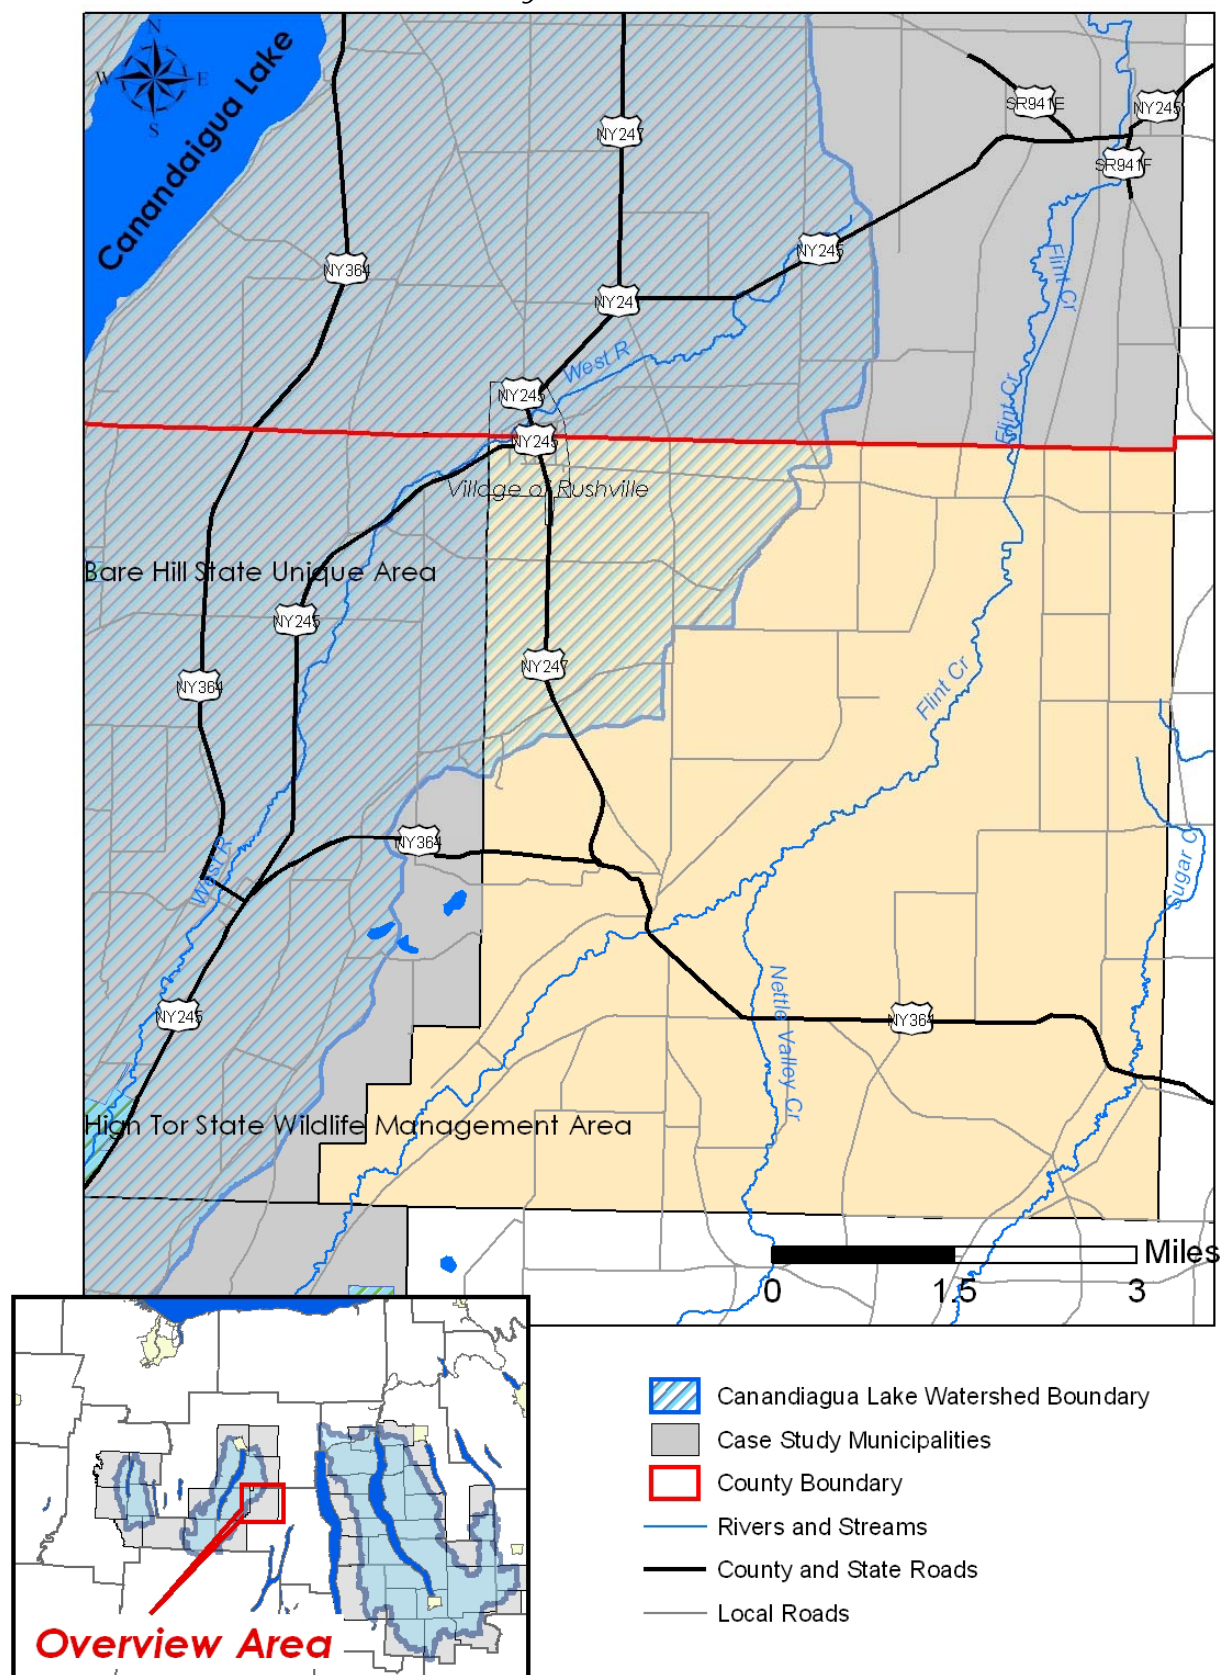 N
W
E
S
Canandaigua Lake
NY247
SR941E
NY245
SR941F
NY364
NY245
Flint Cr
NY247
West R
Flint Cr
NY245
NY245
Village of Rushville
Bare Hill State Unique Area
NY245
NY247
NY364
Flint Cr
NY364
West R
Sugar C
NY245
Nettle Valley Cr
NY364
High Tor State Wildlife Management Area
Miles
0
1.5
3
Canandiagua Lake Watershed Boundary
Case Study Municipalities
County Boundary
Rivers and Streams
County and State Roads
Local Roads
Overview Area